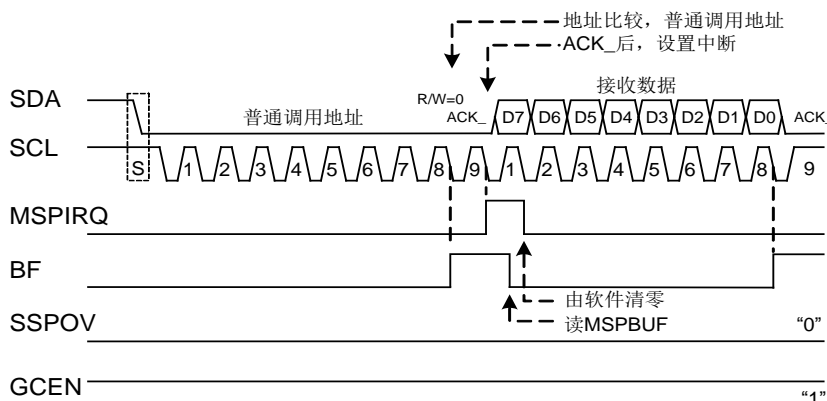 地址比较，普通调用地址
ACK_后，设置中断
SDA
普通调用地址
R/W=0
ACK_
接收数据
D7 D6 D5 D4 D3 D2 D1 D0
ACK_
SCL
S 1 2 3 4 5 6 7 8 9 1 2 3 4 5 6 7 8 9
MSPIRQ
BF
由软件清零
读MSPBUF
SSPOV
“0”
GCEN
“1”